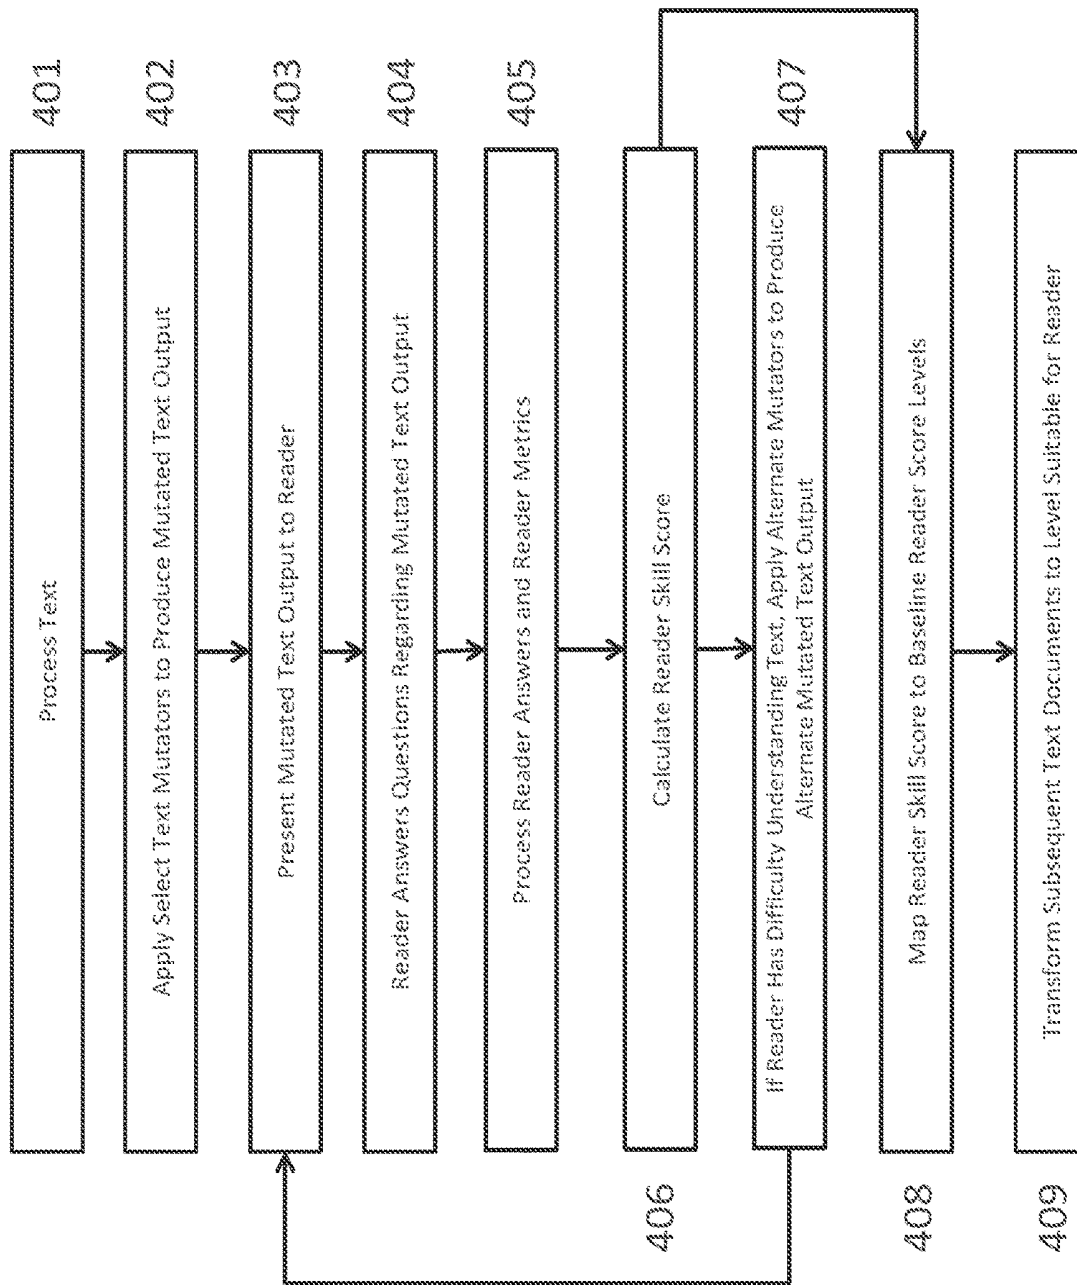 401
Process Text
402
Apply Select Text Mutators to Produce Mutated Text Output
403
Present Mutated Text Output to Reader
404
Reader Answers Questions Regarding Mutated Text Output
405
Process Reader Answers and Reader Metrics
406
Calculate Reader Skill Score
407
If Reader Has Difficulty Understanding Text, Apply Alternate Mutators to Produce
Alternate Mutated Text Output
408
Map Reader Skill Score to Baseline Reader Score Levels
409
Transform Subsequent Text Documents to Level Suitable for Reader